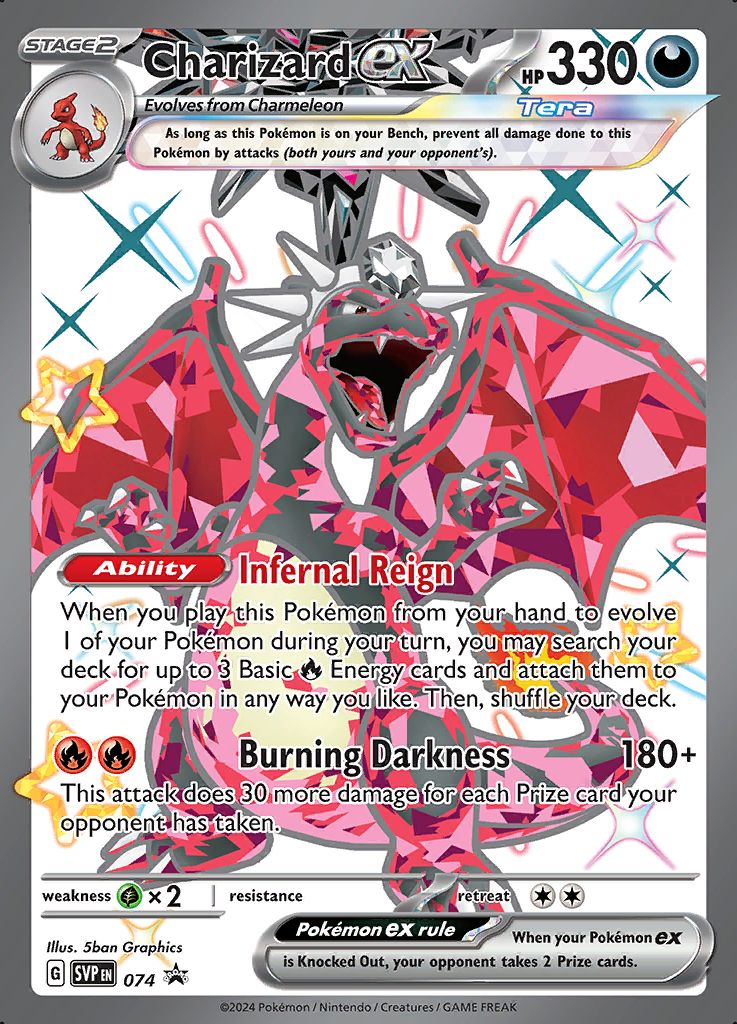 STAGE2
Charizard ex HP 330
Evolves from Charmeleon
Tera
As long as this Pokémon is on your Bench, prevent all damage done to this
Pokémon by attacks (both yours and your opponent's).
Ability Infernal Reign
When you play this Pokémon from your hand to evolve
1 of your Pokémon during your turn, you may search your
deck for up to 3 Basic Energy cards and attach them to
your Pokémon in any way you like. Then, shuffle your deck.
Burning Darkness 180+
This attack does 30 more damage for each Prize card your
opponent has taken.
weakness ×2 resistance retreat
Illus. 5ban Graphics
Pokémon ex rule When your Pokémon ex
is Knocked Out, your opponent takes 2 Prize cards.
G SVP EN 074
©2024 Pokémon / Nintendo / Creatures / GAME FREAK